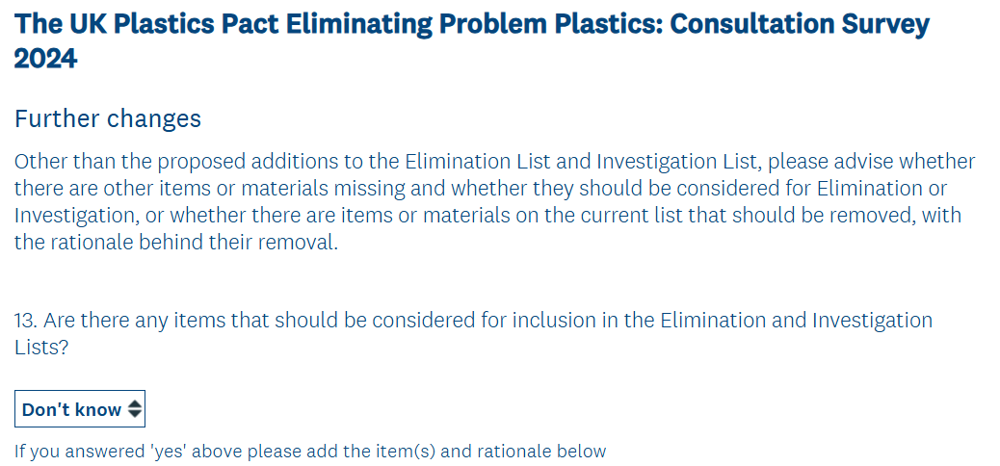 The UK Plastics Pact Eliminating Problem Plastics: Consultation Survey
2024
Further changes
Other than the proposed additions to the Elimination List and Investigation List, please advise whether
there are other items or materials missing and whether they should be considered for Elimination or
Investigation, or whether there are items or materials on the current list that should be removed, with
the rationale behind their removal.
13. Are there any items that should be considered for inclusion in the Elimination and Investigation
Lists?
Don't know
If you answered 'yes' above please add the item(s) and rationale below